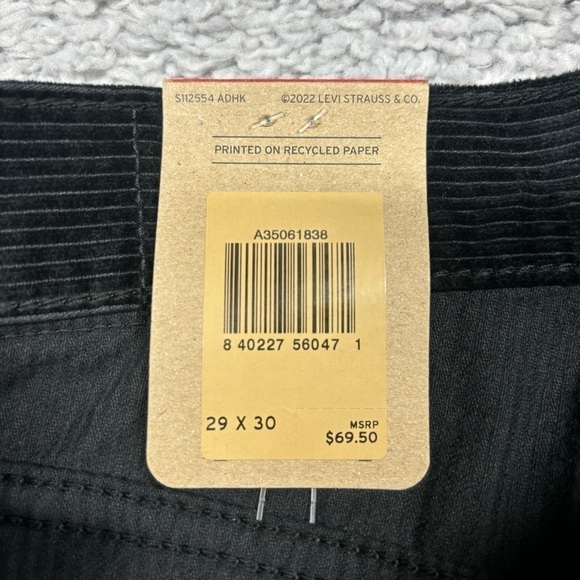 S112554 ADHK ©2022 LEVI STRAUSS & CO.
PRINTED ON RECYCLED PAPER
A35061838
8 40227 56047 1
29 X 30
MSRP
$69.50